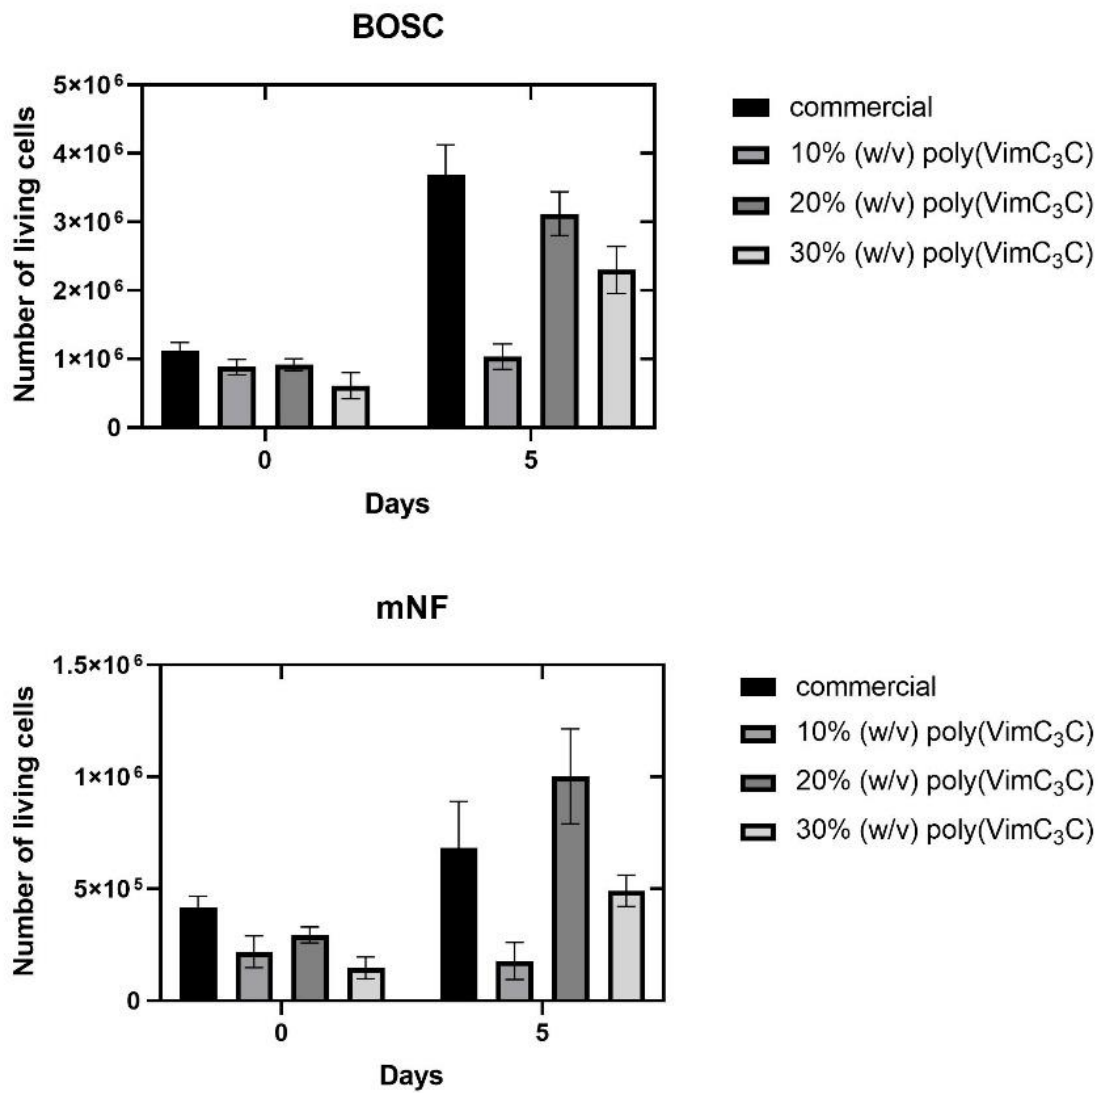 BOSC
Number of living cells
5×10⁶
4×10⁶
3×10⁶
2×10⁶
1×10⁶
0
0 5
Days
commercial
10% (w/v) poly(VimC₃C)
20% (w/v) poly(VimC₃C)
30% (w/v) poly(VimC₃C)
mNF
Number of living cells
1.5×10⁶
1×10⁶
5×10⁵
0
0 5
Days
commercial
10% (w/v) poly(VimC₃C)
20% (w/v) poly(VimC₃C)
30% (w/v) poly(VimC₃C)